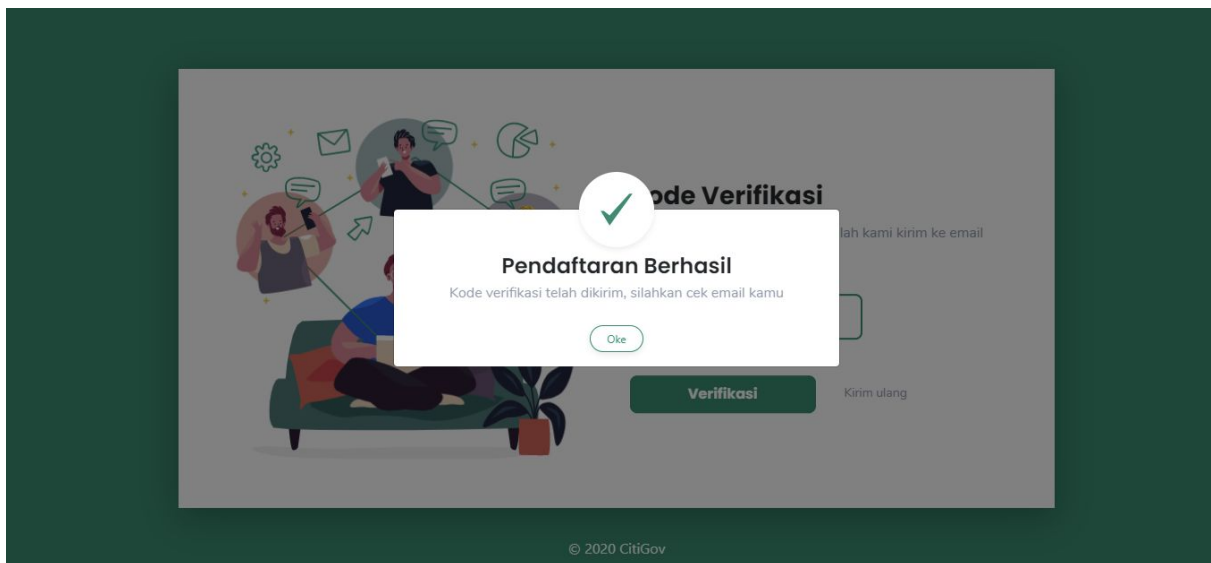 ode Verifikasi
lah kami kirim ke email
Pendaftaran Berhasil
Kode verifikasi telah dikirim, silahkan cek email kamu
Oke
Verifikasi
Kirim ulang
© 2020 CitiGov